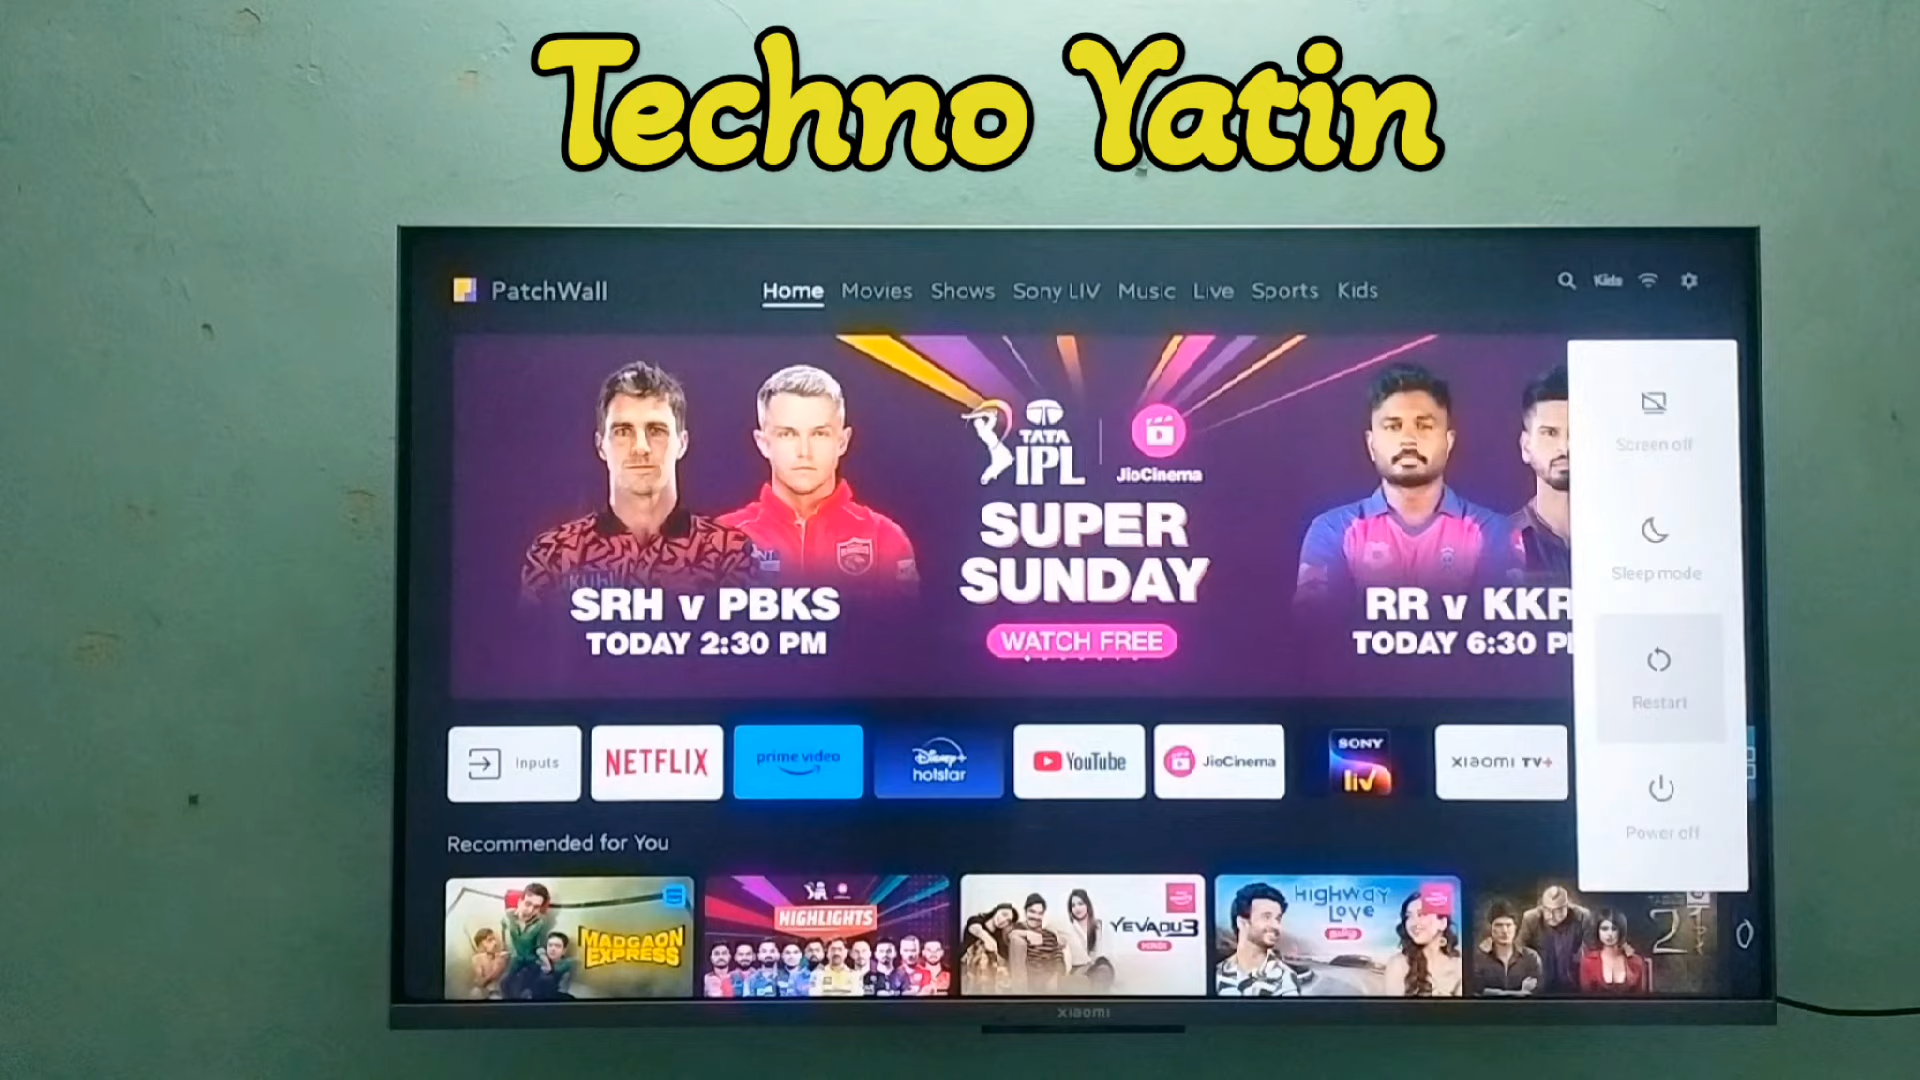 Techno Yatin
PatchWall
Home Movies Shows Sony LIV Music Live Sports Kids
Kids
TATA
IPL
JioCinema
SUPER
SUNDAY
WATCH FREE
SRH v PBKS
TODAY 2:30 PM
RR v KKR
TODAY 6:30 P
Screen off
Sleep mode
Restart
Power off
Inputs
NETFLIX
prime video
Disney+
hotstar
YouTube
JioCinema
SONY
liv
xiaomi TV+
Recommended for You
MADGAON
EXPRESS
HIGHLIGHTS
YEVADU 3
HINDI
HIGHWAY
LOVE
xiaomi